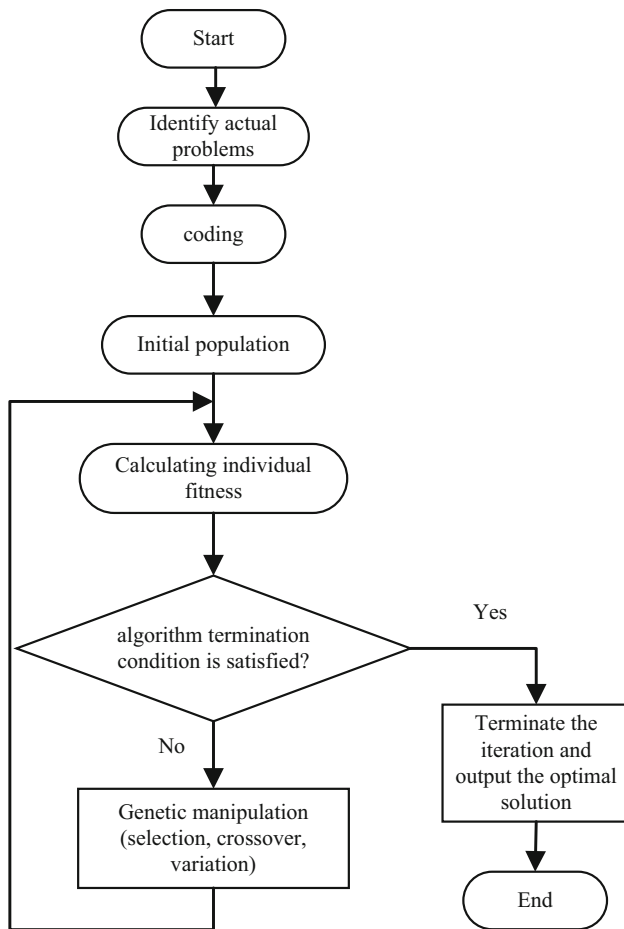 Start
Identify actual
problems
coding
Initial population
Calculating individual
fitness
algorithm termination
condition is satisfied?
Yes
No
Terminate the
iteration and
output the optimal
solution
Genetic manipulation
(selection, crossover,
variation)
End